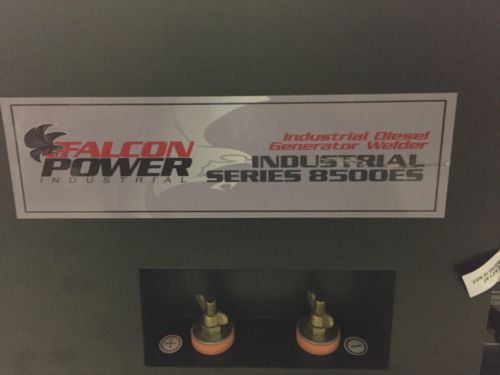 FALCON
POWER
INDUSTRIAL
Industrial Diesel
Generator Welder
INDUSTRIAL
SERIES 8500ES
+
−